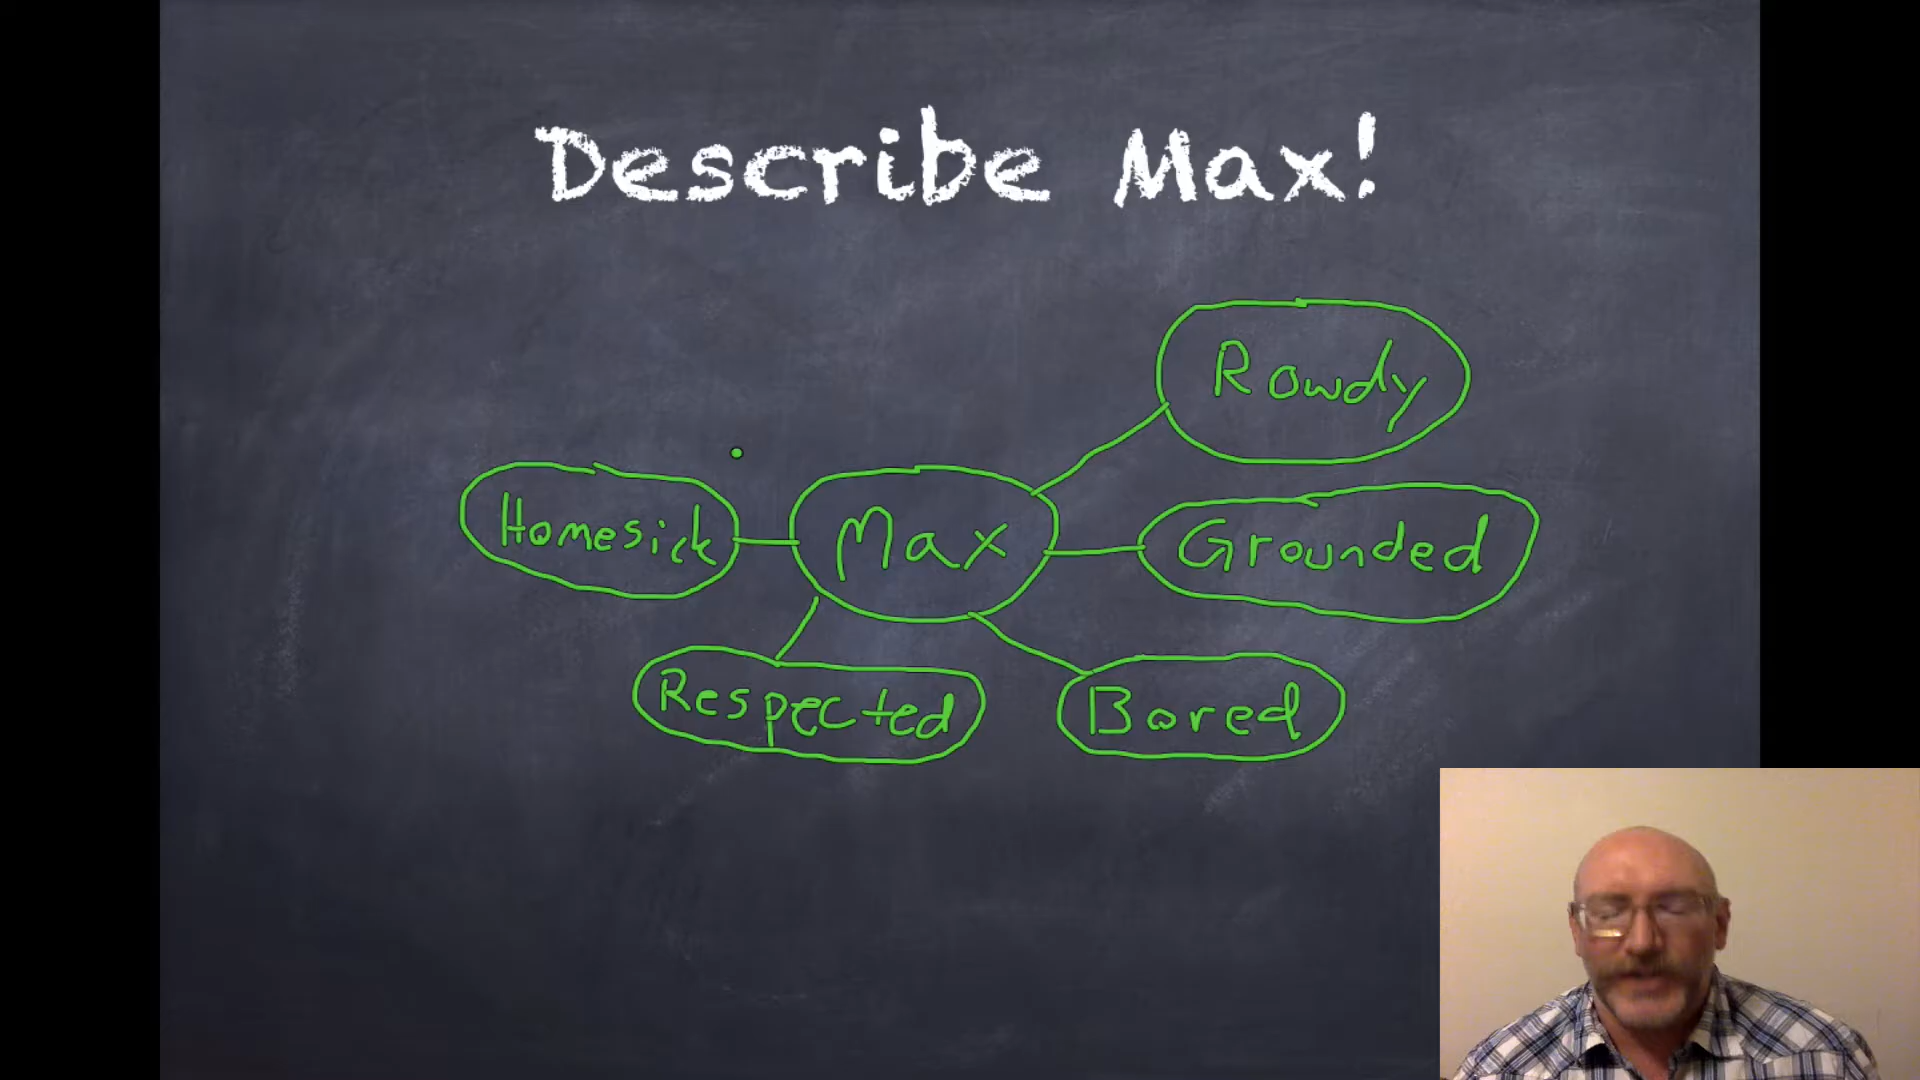 Describe Max!
Rowdy
Homesick
Max
Grounded
Respected
Bored